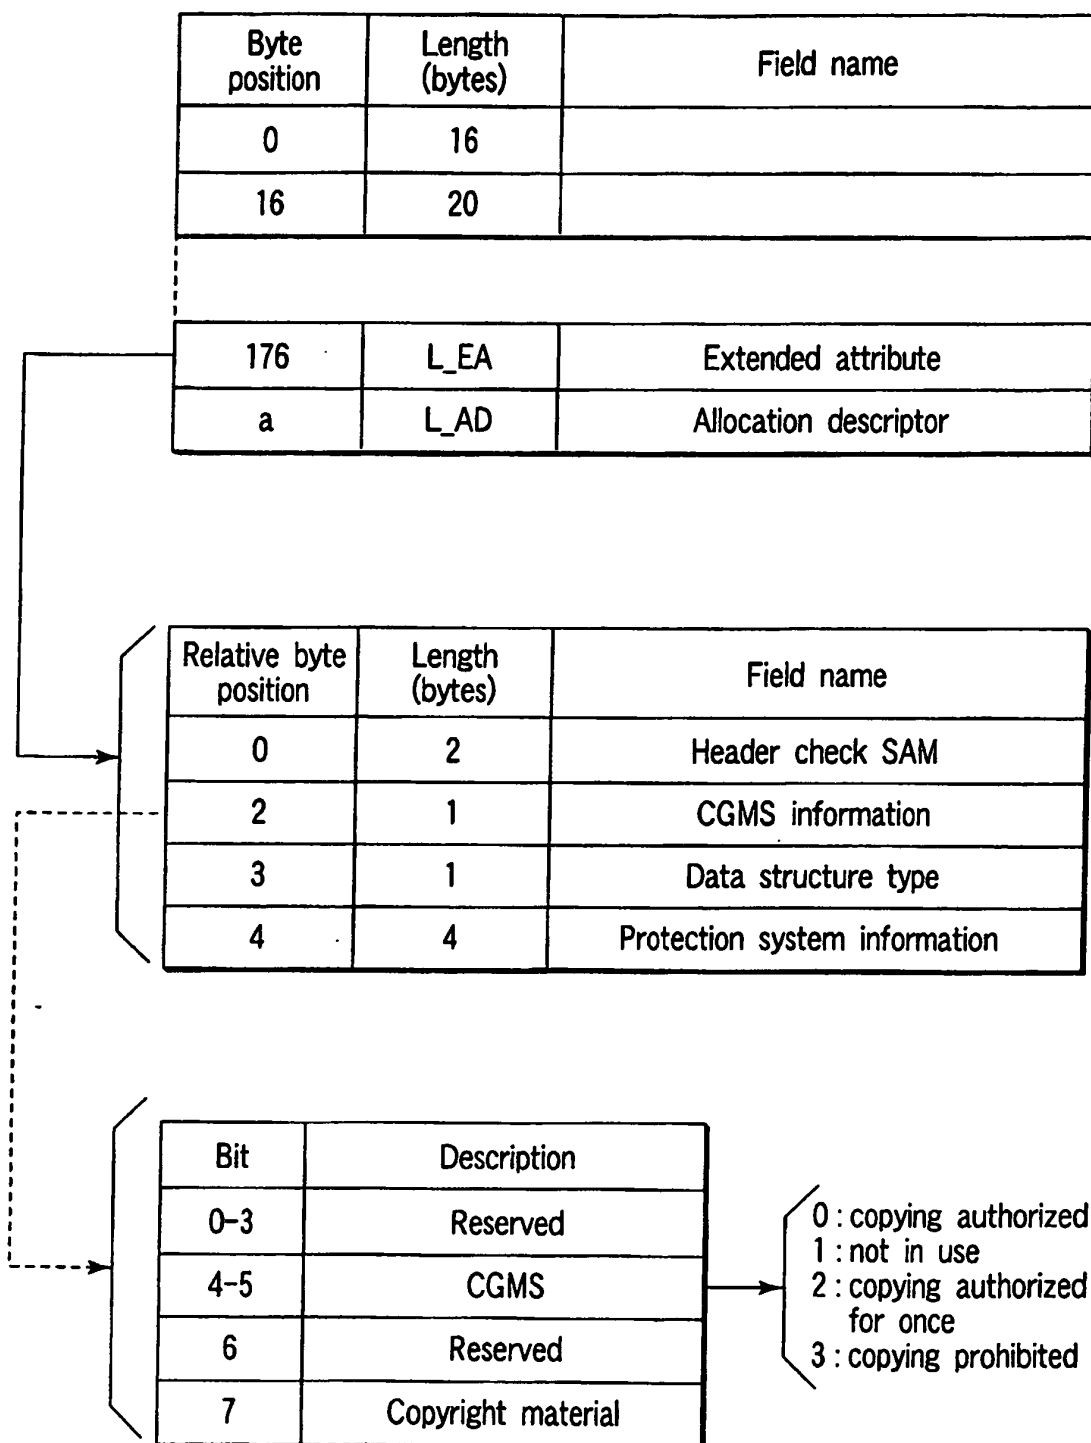 Byte position Length (bytes) Field name
0 16
16 20
176 L_EA Extended attribute
a L_AD Allocation descriptor
Relative byte position Length (bytes) Field name
0 2 Header check SAM
2 1 CGMS information
3 1 Data structure type
4 4 Protection system information
Bit Description
0-3 Reserved
4-5 CGMS
6 Reserved
7 Copyright material
0 : copying authorized
1 : not in use
2 : copying authorized
for once
3 : copying prohibited